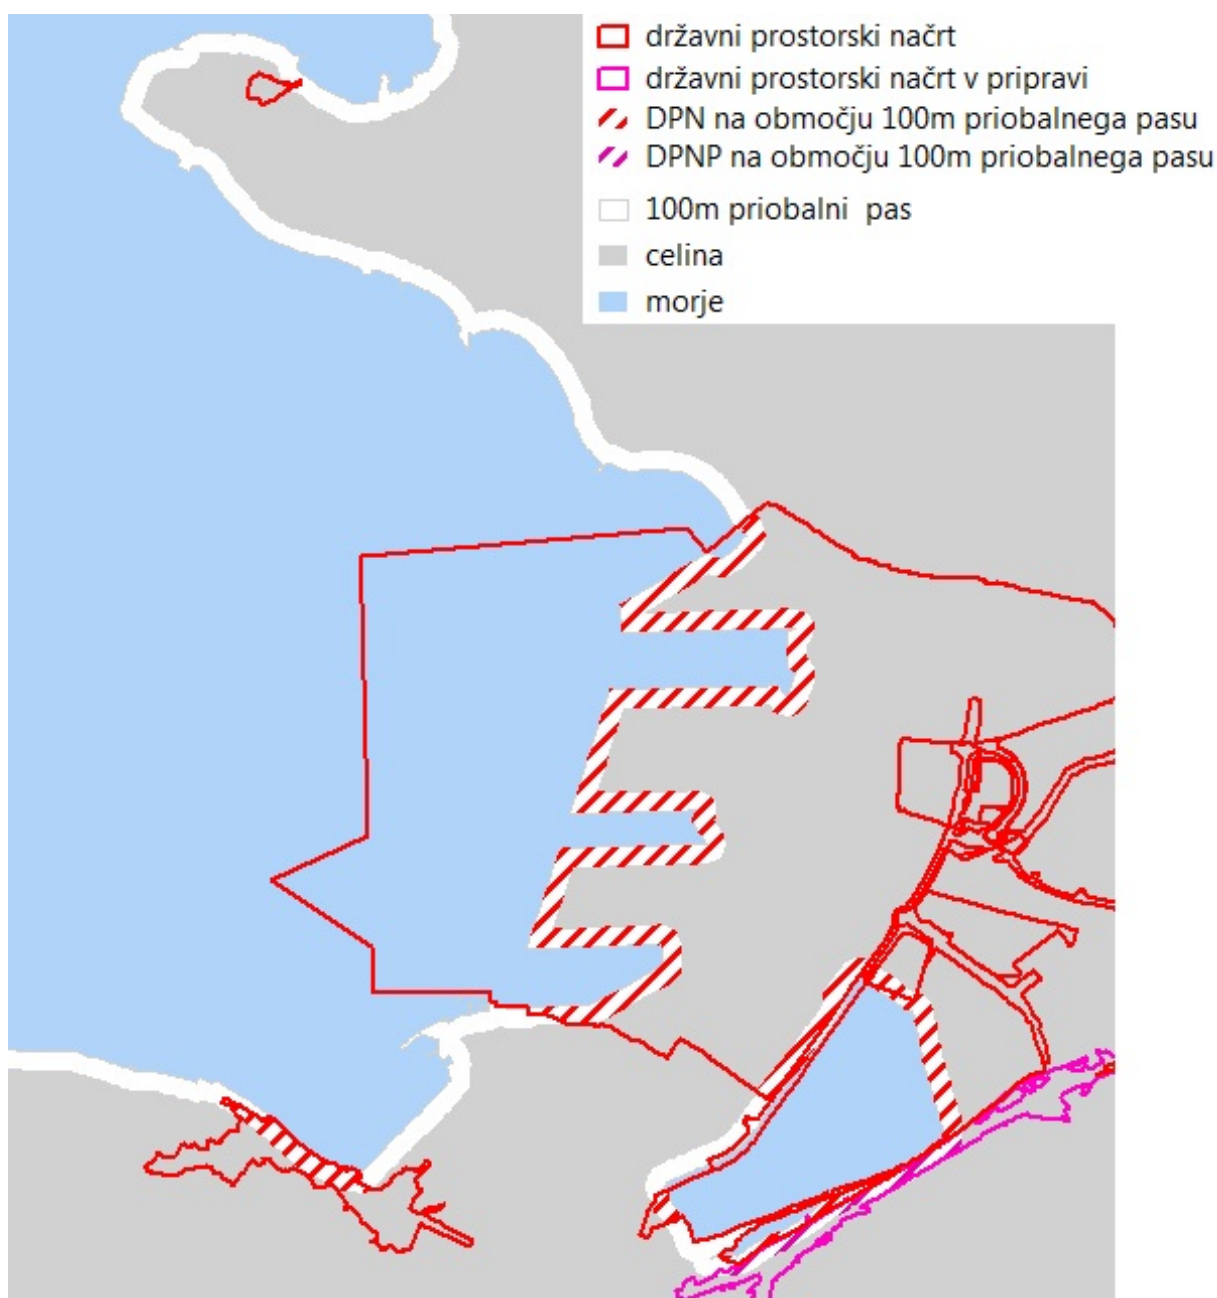 državni prostorski načrt
državni prostorski načrt v pripravi
DPN na območju 100m priobalnega pasu
DPNP na območju 100m priobalnega pasu
100m priobalni pas
celina
morje